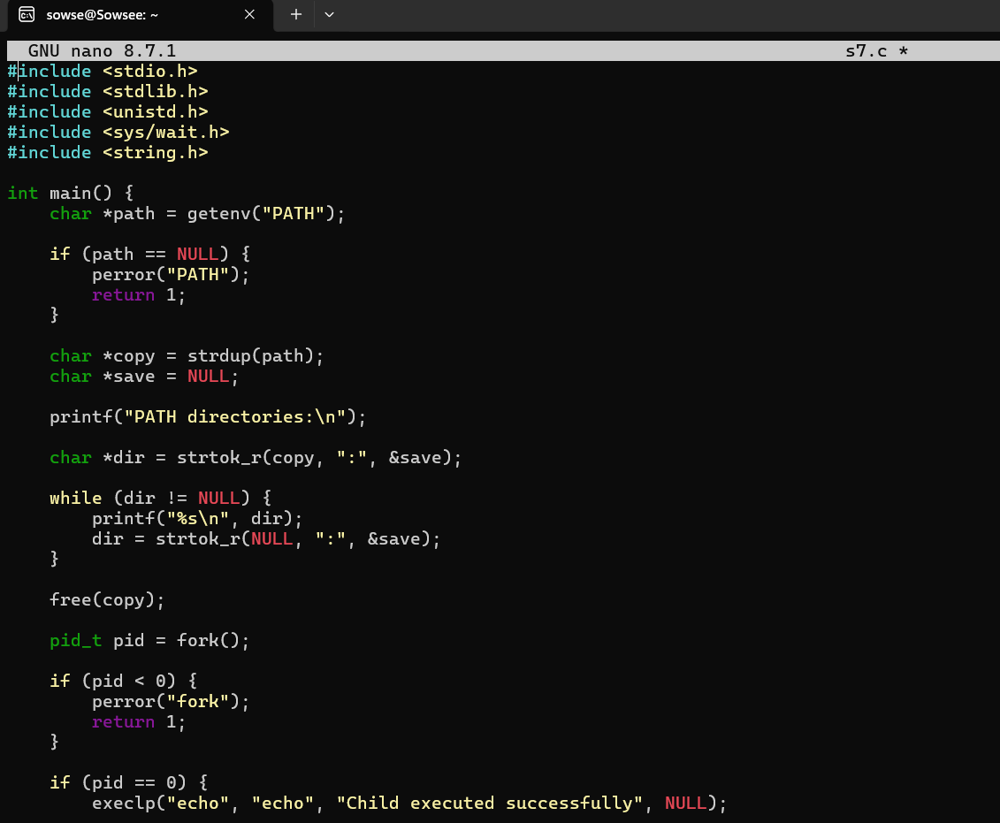 sowse@Sowsee: ~
GNU nano 8.7.1 s7.c *
#include <stdio.h>
#include <stdlib.h>
#include <unistd.h>
#include <sys/wait.h>
#include <string.h>

int main() {
    char *path = getenv("PATH");

    if (path == NULL) {
        perror("PATH");
        return 1;
    }

    char *copy = strdup(path);
    char *save = NULL;

    printf("PATH directories:\n");

    char *dir = strtok_r(copy, ":", &save);

    while (dir != NULL) {
        printf("%s\n", dir);
        dir = strtok_r(NULL, ":", &save);
    }

    free(copy);

    pid_t pid = fork();

    if (pid < 0) {
        perror("fork");
        return 1;
    }

    if (pid == 0) {
        execlp("echo", "echo", "Child executed successfully", NULL);